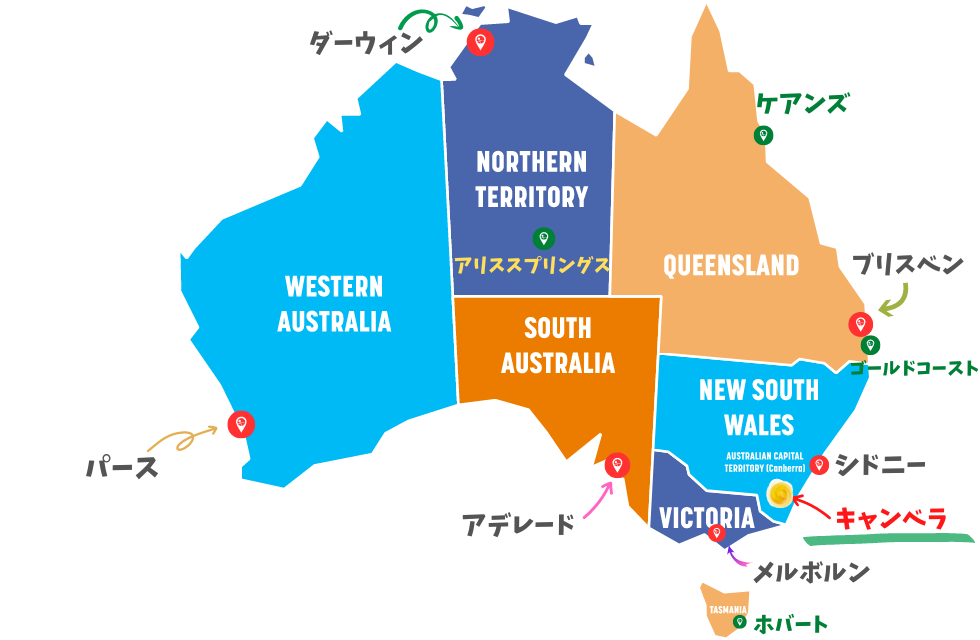 ダーウィン
ケアンズ
NORTHERN
TERRITORY
アリススプリングス
QUEENSLAND
ブリスベン
WESTERN
AUSTRALIA
SOUTH
AUSTRALIA
ゴールドコースト
NEW SOUTH
WALES
AUSTRALIAN CAPITAL
TERRITORY (Canberra)
シドニー
パース
アデレード
VICTORIA
キャンベラ
メルボルン
TASMANIA
ホバート